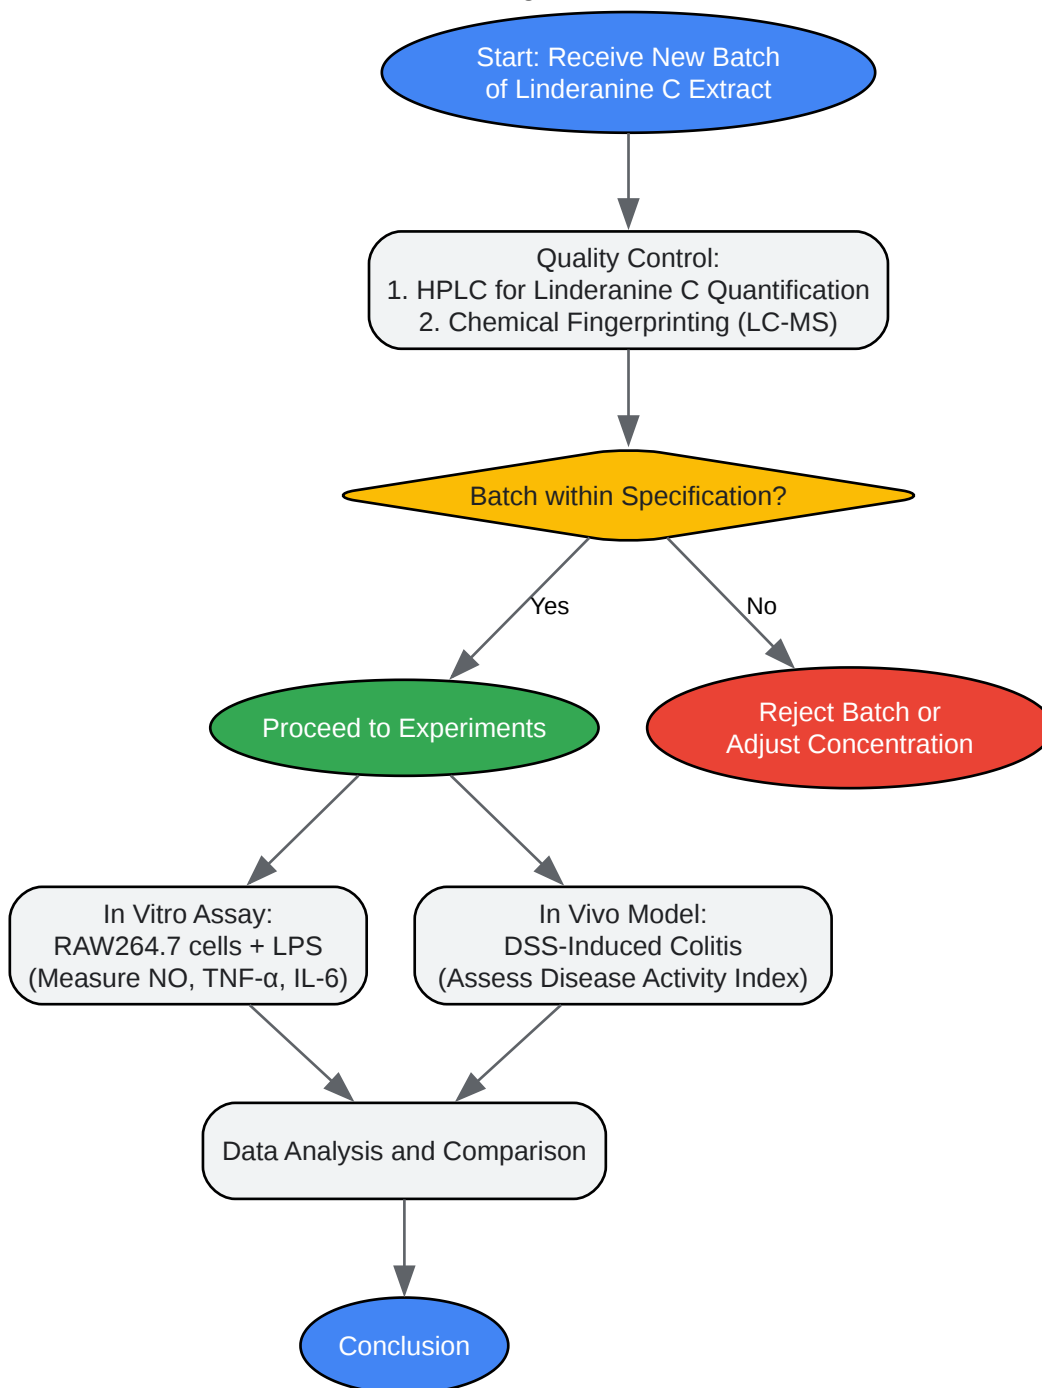 Start: Receive New Batch
of Linderanine C Extract
Quality Control:
1. HPLC for Linderanine C Quantification
2. Chemical Fingerprinting (LC-MS)
Batch within Specification?
Yes
No
Proceed to Experiments
Reject Batch or
Adjust Concentration
In Vitro Assay:
RAW264.7 cells + LPS
(Measure NO, TNF-α, IL-6)
In Vivo Model:
DSS-Induced Colitis
(Assess Disease Activity Index)
Data Analysis and Comparison
Conclusion